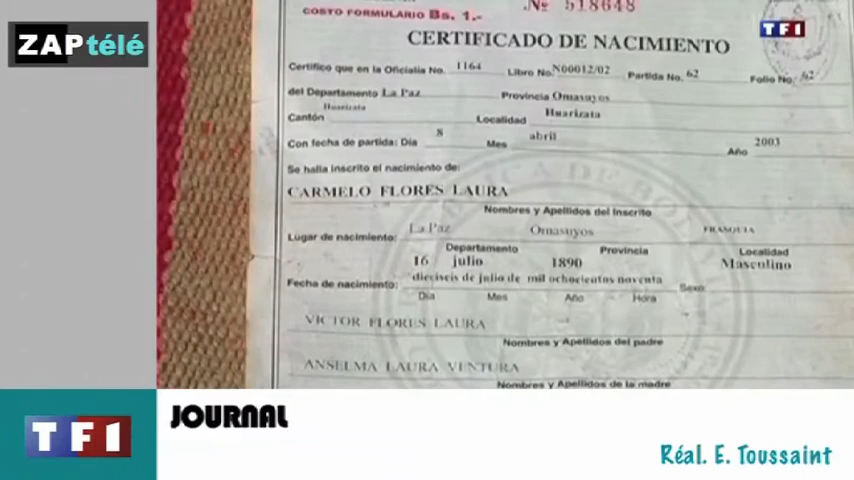 ZAPtélé
TF1
COSTO FORMULARIO Bs. 1.-
Nº 518648
CERTIFICADO DE NACIMIENTO
Certifico que en la Oficialía No. 1164 Libro No. N00012/02 Partida No. 62 Folio No. 62
del Departamento La Paz Provincia Omasuyos
Cantón Huarizata Localidad Huarizata
Con fecha de partida: Día 8 Mes abril Año 2003
Se halla inscrito el nacimiento de:
CARMELO FLORES LAURA
Nombres y Apellidos del Inscrito
Lugar de nacimiento: La Paz Omasuyos FRASQUIA
Departamento Provincia Localidad
16 julio 1890 Masculino
Fecha de nacimiento: dieciseis de julio de mil ochocientos noventa Sexo
Día Mes Año Hora
VICTOR FLORES LAURA
Nombres y Apellidos del padre
ANSELMA LAURA VENTURA
Nombres y Apellidos de la madre
TF1
JOURNAL
Réal. E. Toussaint